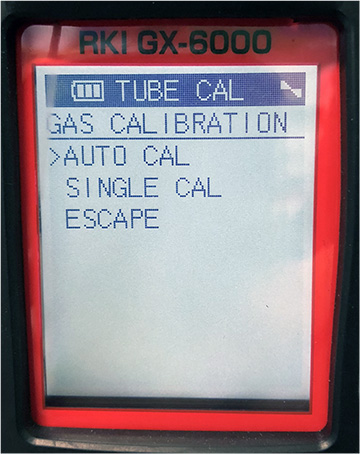 RKI GX-6000
TUBE CAL
GAS CALIBRATION
>AUTO CAL
SINGLE CAL
ESCAPE